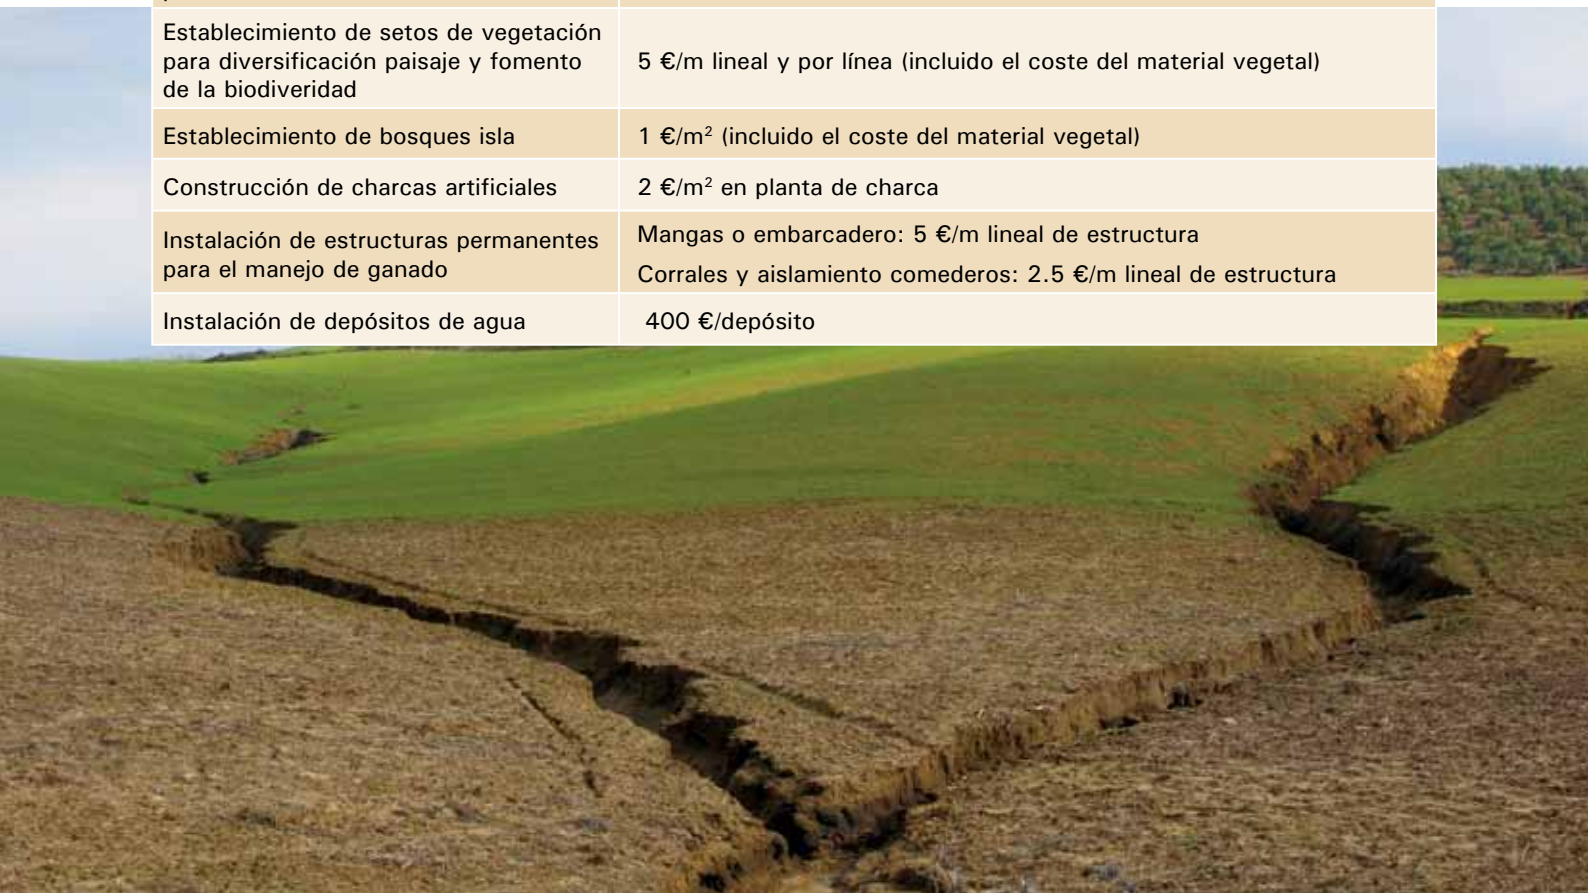 Establecimiento de setos de vegetación
para diversificación paisaje y fomento
de la biodiveridad
5 €/m lineal y por línea (incluido el coste del material vegetal)
Establecimiento de bosques isla
1 €/m² (incluido el coste del material vegetal)
Construcción de charcas artificiales
2 €/m² en planta de charca
Instalación de estructuras permanentes
para el manejo de ganado
Mangas o embarcadero: 5 €/m lineal de estructura
Corrales y aislamiento comederos: 2.5 €/m lineal de estructura
Instalación de depósitos de agua
400 €/depósito